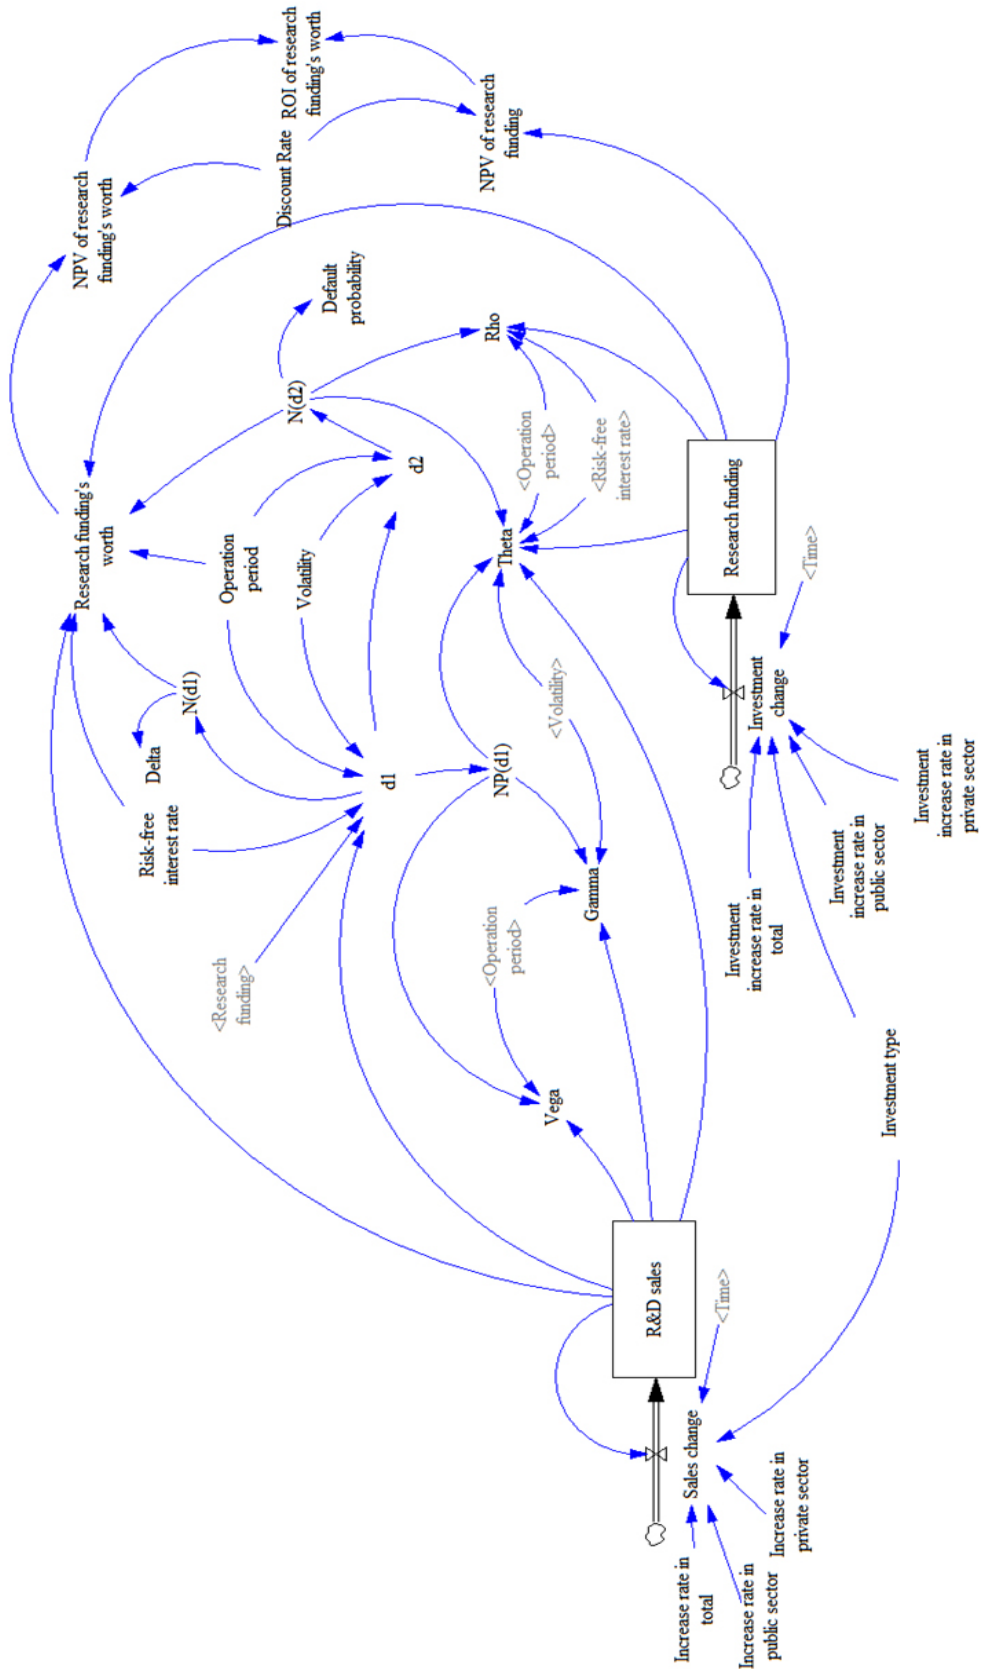 NPV of research
funding's worth
ROI of research
funding's worth
Discount Rate
NPV of research
funding
Research funding's
worth
Default
probability
N(d2)
Rho
Operation
period
Volatility
d2
<Operation
period>
<Risk-free
interest rate>
Theta
Research funding
<Time>
N(d1)
Delta
Risk-free
interest rate
d1
NP(d1)
<Volatility>
Investment
change
<Research
funding>
Gamma
<Operation
period>
Vega
Investment
increase rate in
total
Investment
increase rate in
public sector
Investment
increase rate in
private sector
Investment type
R&D sales
<Time>
Sales change
Increase rate in
total
Increase rate in
public sector
Increase rate in
private sector